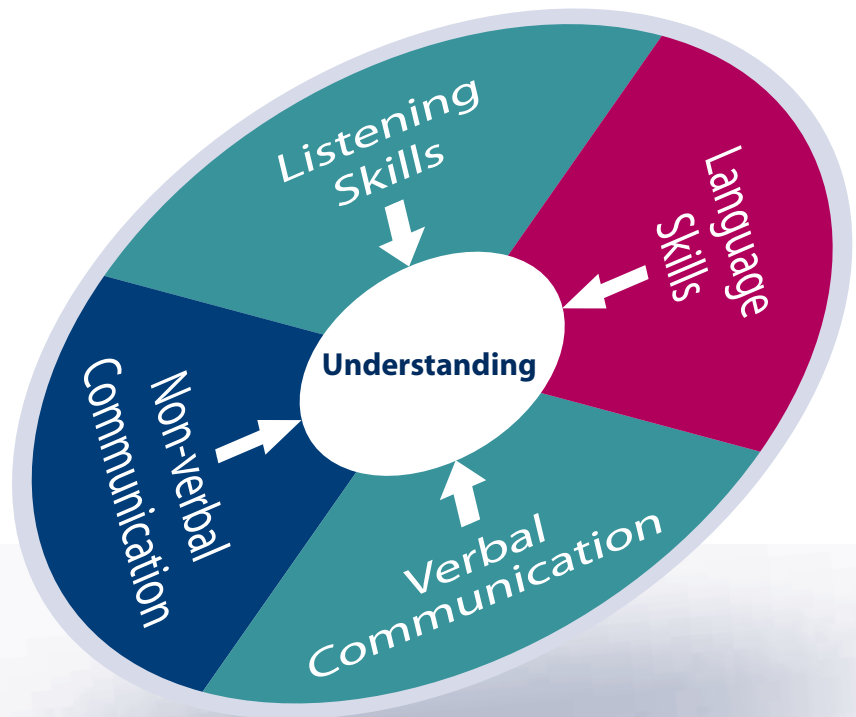 Listening
Skills
Language
Skills
Understanding
Non-verbal
Communication
Verbal
Communication